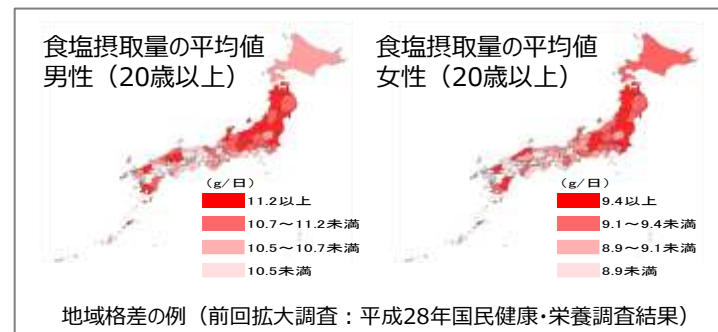 食塩摂取量の平均値
男性（20歳以上）
(g/日)
11.2以上
10.7～11.2未満
10.5～10.7未満
10.5未満
食塩摂取量の平均値
女性（20歳以上）
(g/日)
9.4以上
9.1～9.4未満
8.9～9.1未満
8.9未満
地域格差の例（前回拡大調査：平成28年国民健康・栄養調査結果）